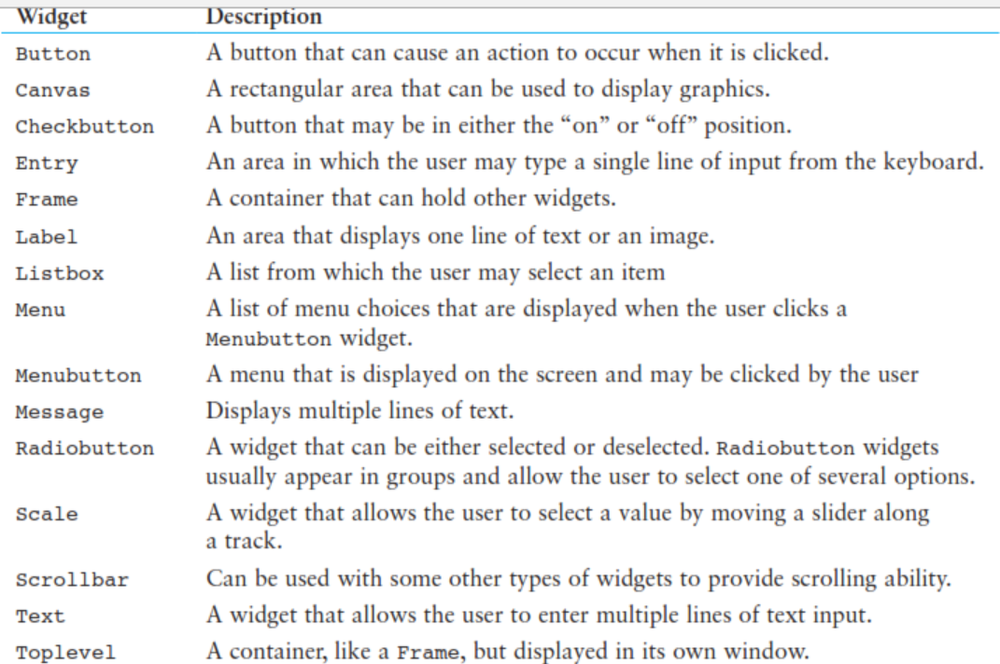 Widget Description
Button A button that can cause an action to occur when it is clicked.
Canvas A rectangular area that can be used to display graphics.
Checkbutton A button that may be in either the “on” or “off” position.
Entry An area in which the user may type a single line of input from the keyboard.
Frame A container that can hold other widgets.
Label An area that displays one line of text or an image.
Listbox A list from which the user may select an item
Menu A list of menu choices that are displayed when the user clicks a
Menubutton widget.
Menubutton A menu that is displayed on the screen and may be clicked by the user
Message Displays multiple lines of text.
Radiobutton A widget that can be either selected or deselected. Radiobutton widgets
usually appear in groups and allow the user to select one of several options.
Scale A widget that allows the user to select a value by moving a slider along
a track.
Scrollbar Can be used with some other types of widgets to provide scrolling ability.
Text A widget that allows the user to enter multiple lines of text input.
Toplevel A container, like a Frame, but displayed in its own window.